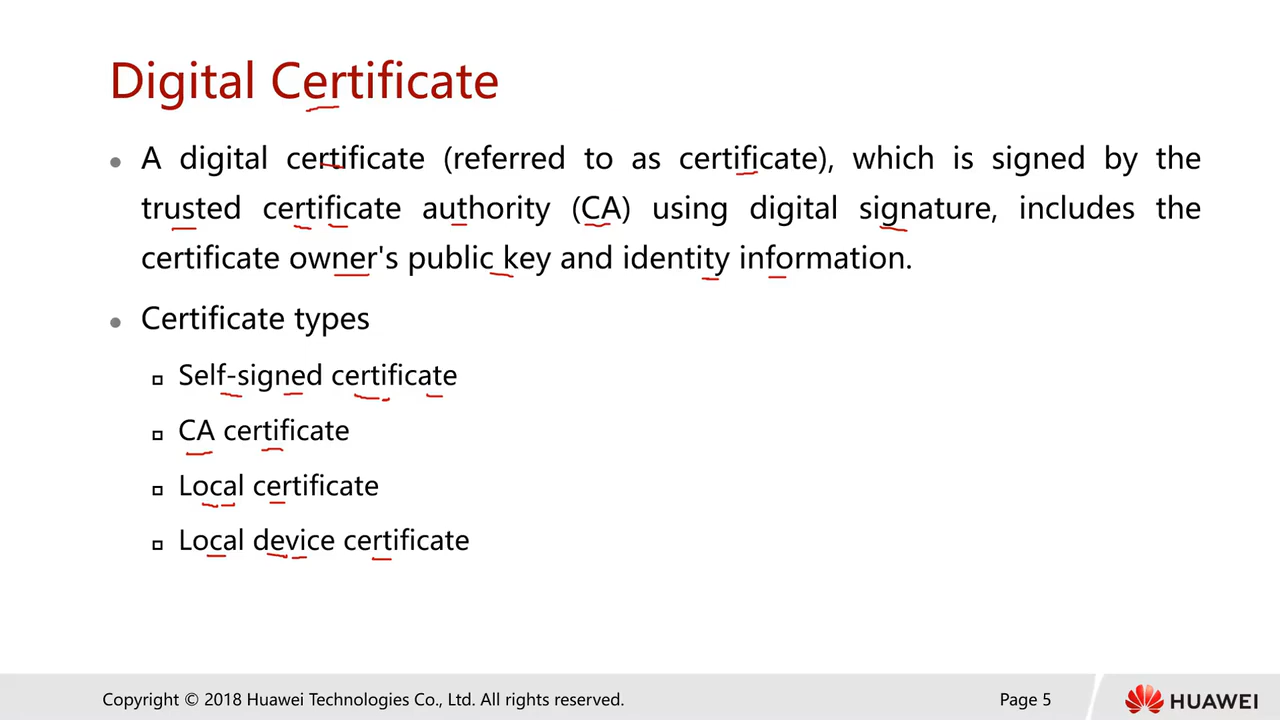 Digital Certificate
A digital certificate (referred to as certificate), which is signed by the
trusted certificate authority (CA) using digital signature, includes the
certificate owner's public key and identity information.
Certificate types
Self-signed certificate
CA certificate
Local certificate
Local device certificate
Copyright © 2018 Huawei Technologies Co., Ltd. All rights reserved.
Page 5
HUAWEI